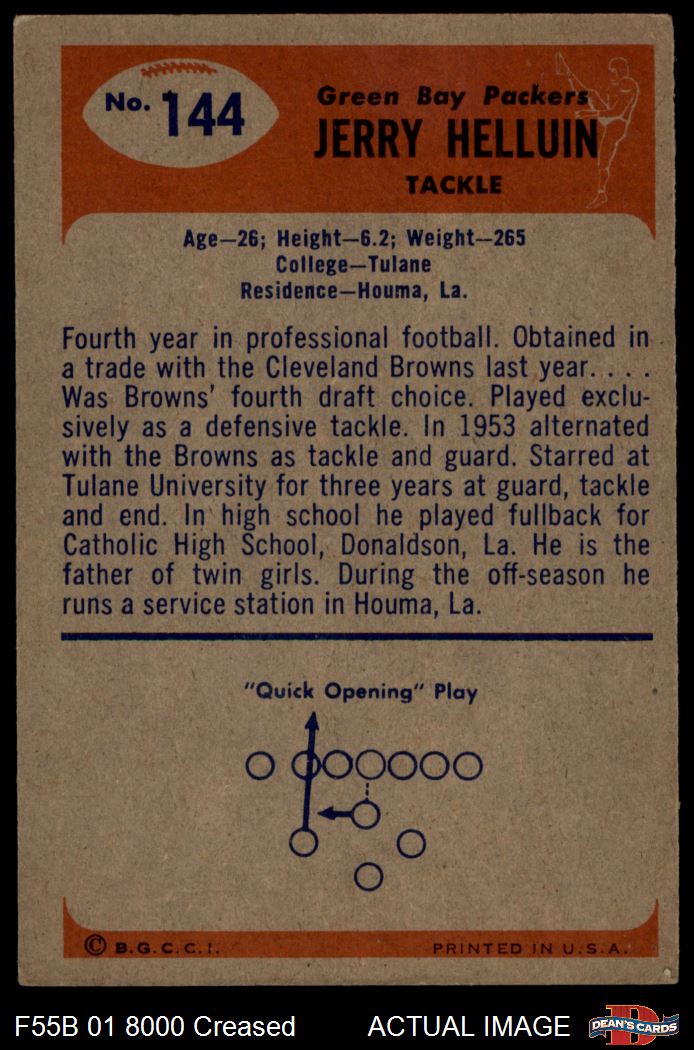 No. 144
Green Bay Packers
JERRY HELLUIN
TACKLE
Age—26; Height—6.2; Weight—265
College—Tulane
Residence—Houma, La.
Fourth year in professional football. Obtained in
a trade with the Cleveland Browns last year. . . .
Was Browns' fourth draft choice. Played exclu-
sively as a defensive tackle. In 1953 alternated
with the Browns as tackle and guard. Starred at
Tulane University for three years at guard, tackle
and end. In high school he played fullback for
Catholic High School, Donaldson, La. He is the
father of twin girls. During the off-season he
runs a service station in Houma, La.
"Quick Opening" Play
© B.G.C.C.I. PRINTED IN U.S.A.
F55B 01 8000 Creased ACTUAL IMAGE DEAN'S CARDS